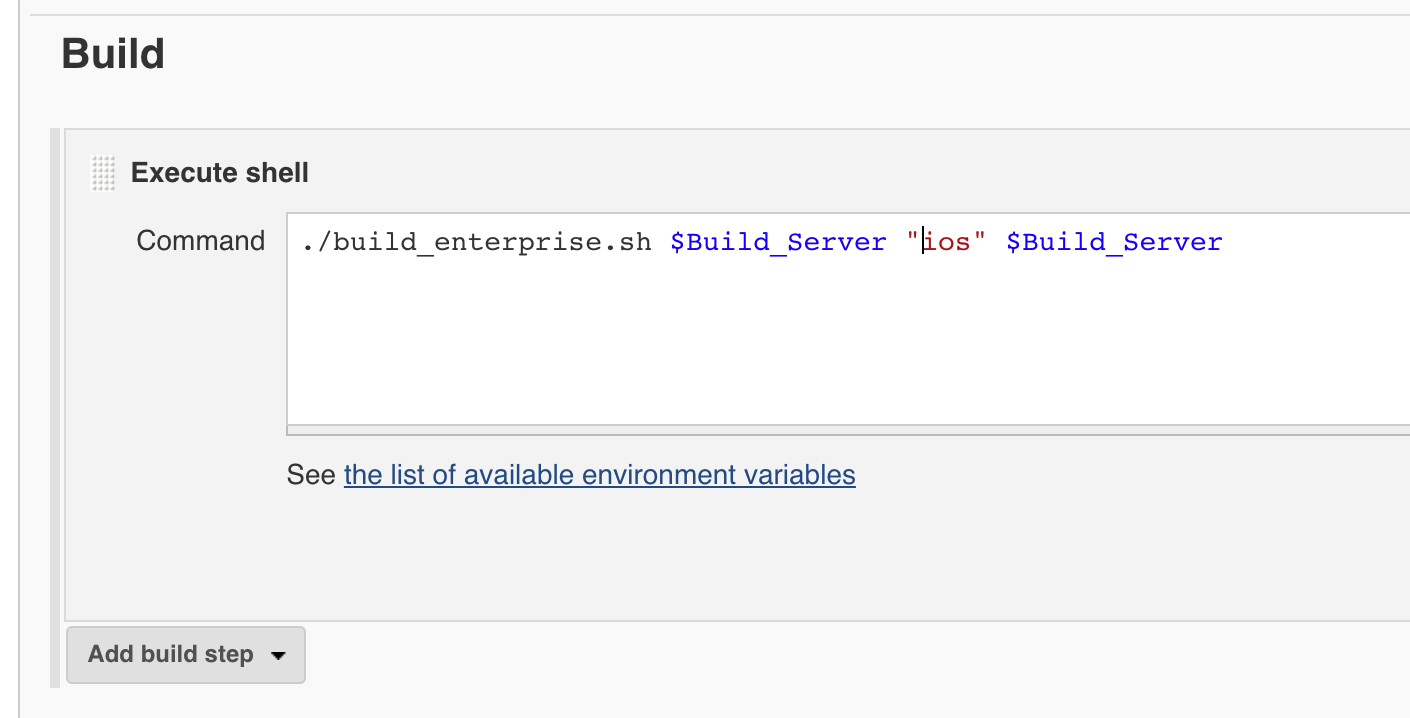 Build
Execute shell
Command
./build_enterprise.sh $Build_Server "ios" $Build_Server
See the list of available environment variables
Add build step